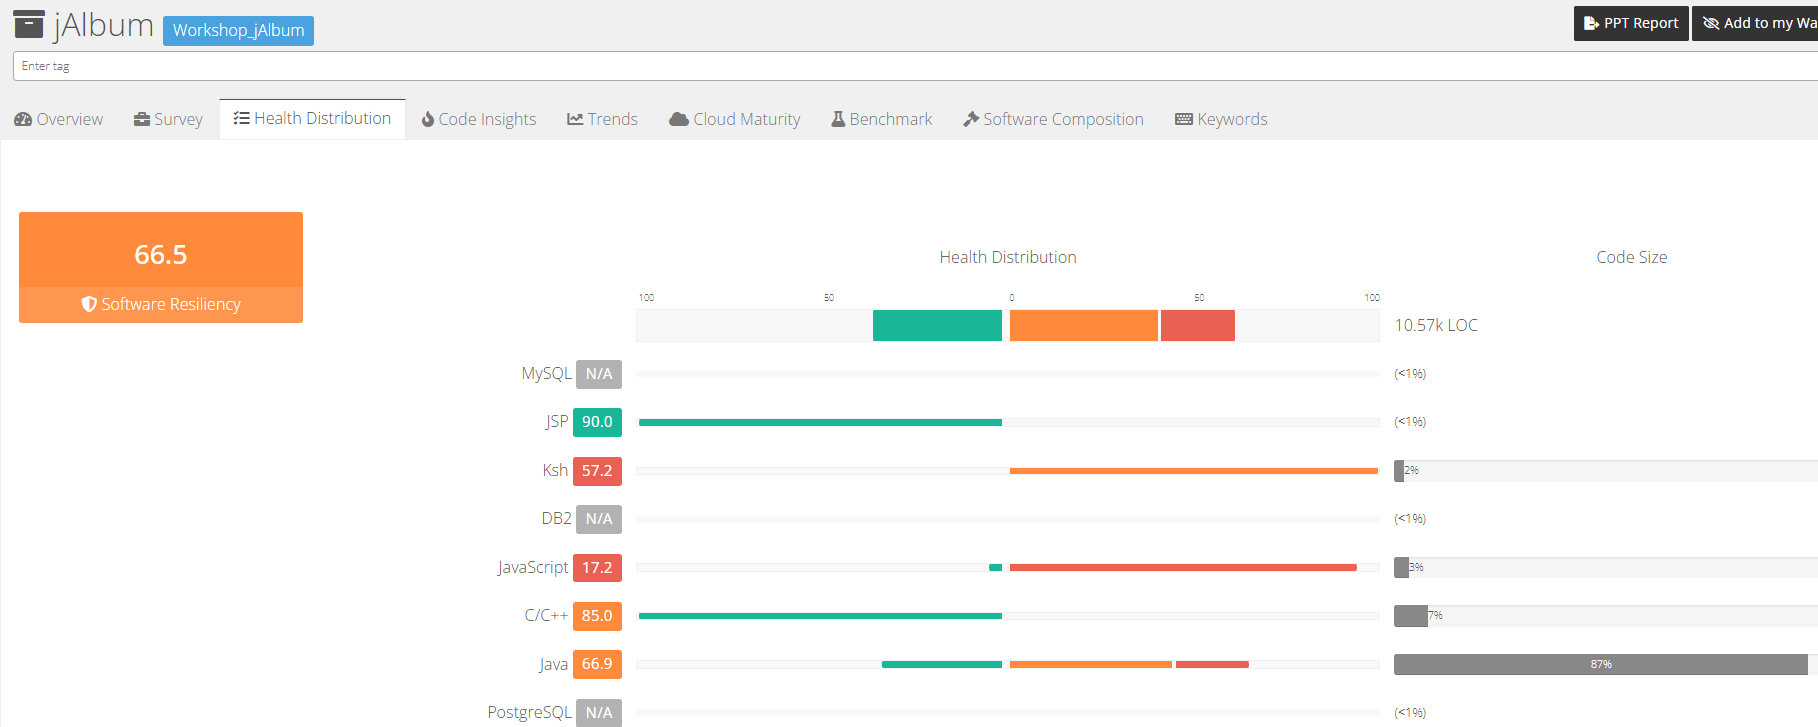 jAlbum Workshop_jAlbum
PPT Report Add to my Wa
Enter tag
Overview Survey Health Distribution Code Insights Trends Cloud Maturity Benchmark Software Composition Keywords
66.5
Software Resiliency
Health Distribution Code Size
100 50 0 50 100
10.57k LOC
MySQL N/A (<1%)
JSP 90.0 (<1%)
Ksh 57.2 2%
DB2 N/A (<1%)
JavaScript 17.2 3%
C/C++ 85.0 7%
Java 66.9 87%
PostgreSQL N/A (<1%)